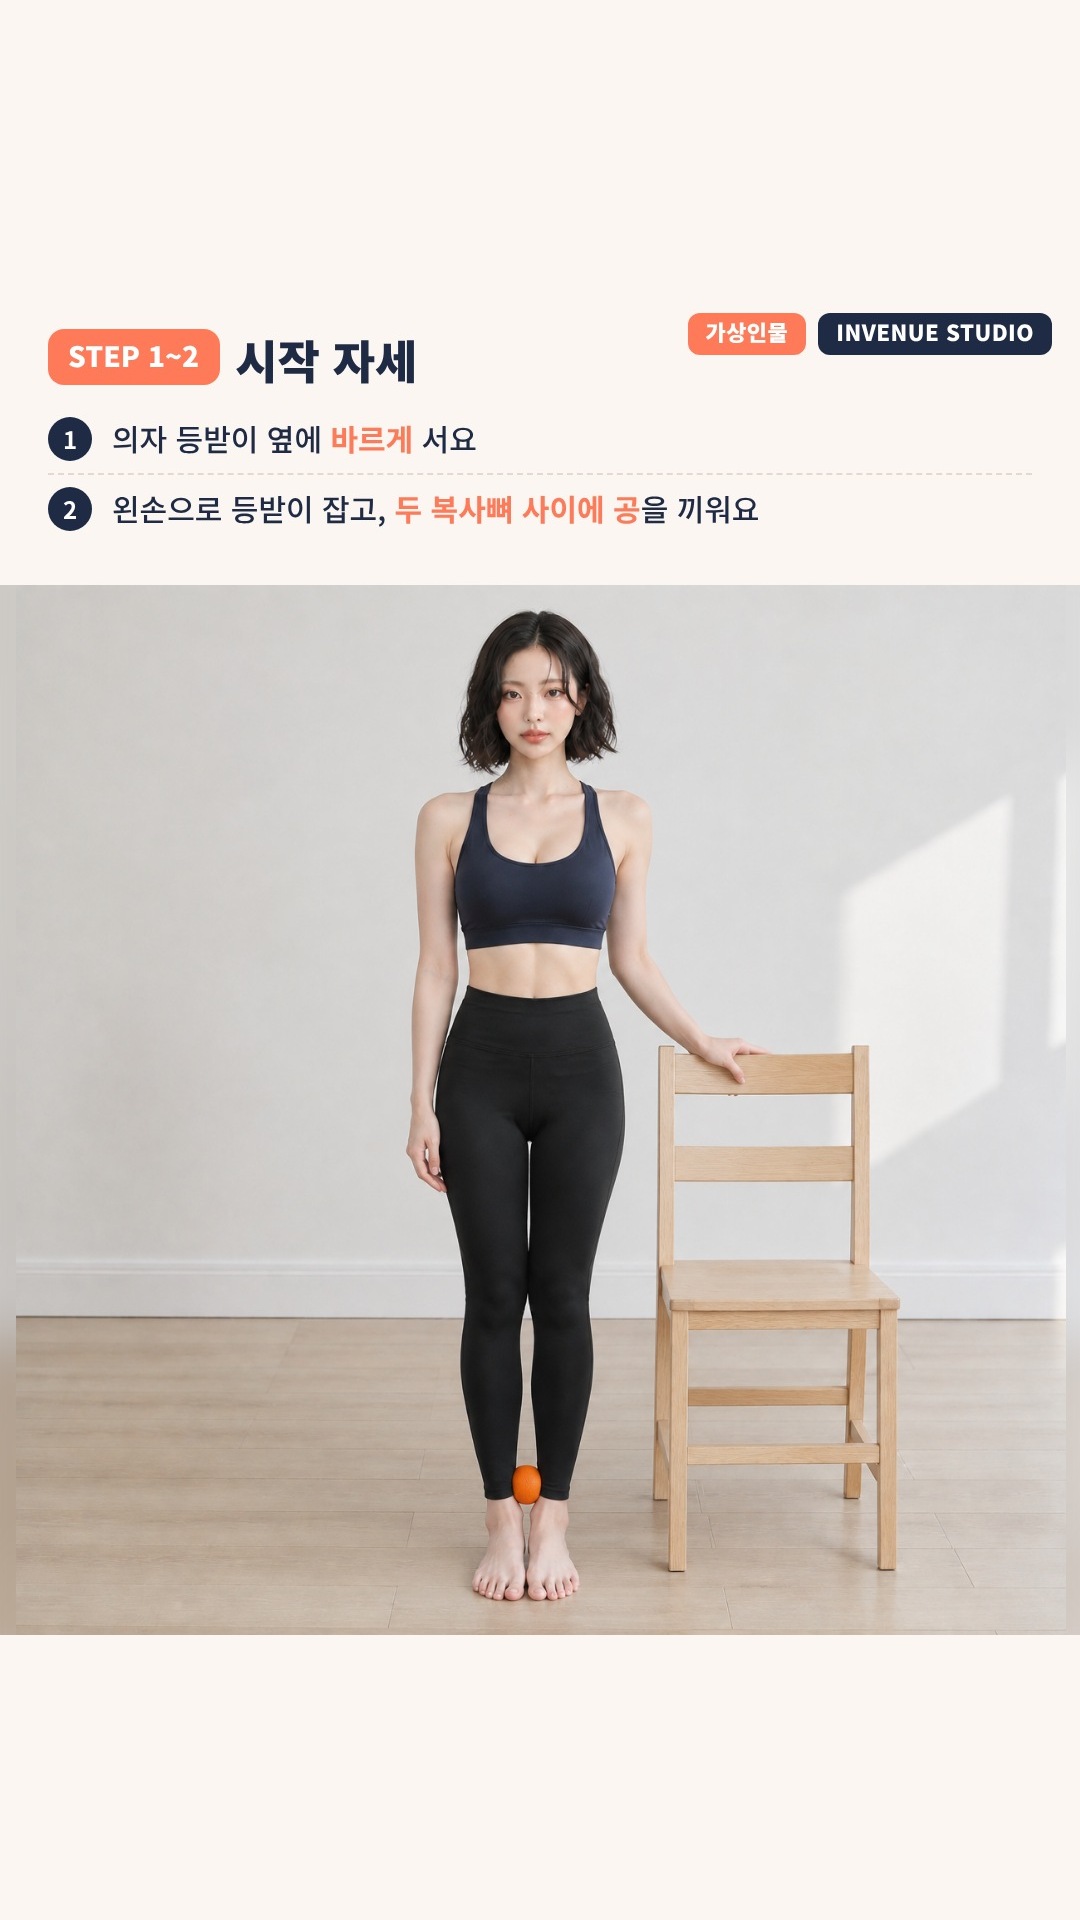 가상인물 INVENUE STUDIO
STEP 1~2 시작 자세
1 의자 등받이 옆에 바르게 서요
2 왼손으로 등받이 잡고, 두 복사뼈 사이에 공을 끼워요